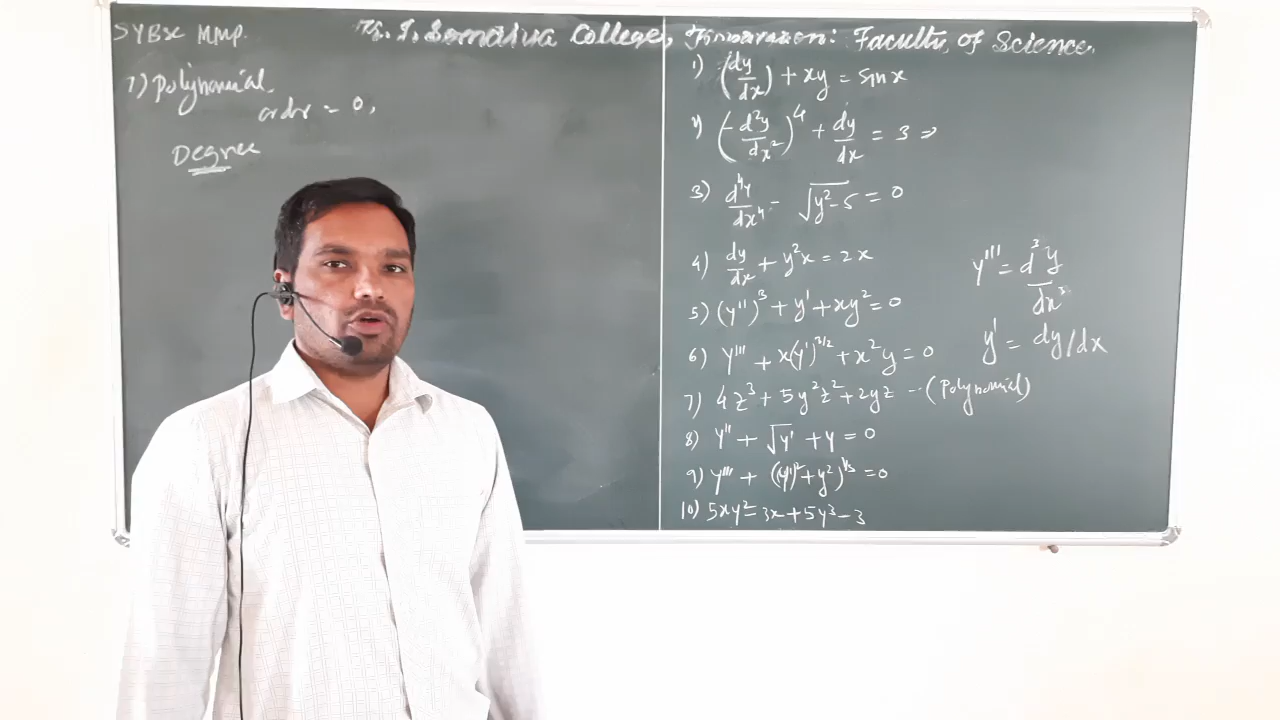 SYBSC MMP.
K. J. Somaiya College, : Faculty of Science.
7) Polynomial.
order = 0,
Degree
1) (dy/dx) + xy = sin x
(d²y/dx²)⁴ + dy/dx = 3 ⇒
3) d⁴y/dx⁴ - √(y²-5) = 0
4) dy/dx + y²x = 2x
5) (y'')³ + y' + xy² = 0
6) y''' + x(y')^(3/2) + x²y = 0
7) 4z³ + 5y²z² + 2yz -- (Polynomial)
8) y'' + √y' + y = 0
9) y''' + ((y')² + y²)^(1/3) = 0
10) 5xy² - 3x + 5y³ - 3
y''' = d³y/dx³
y' = dy/dx